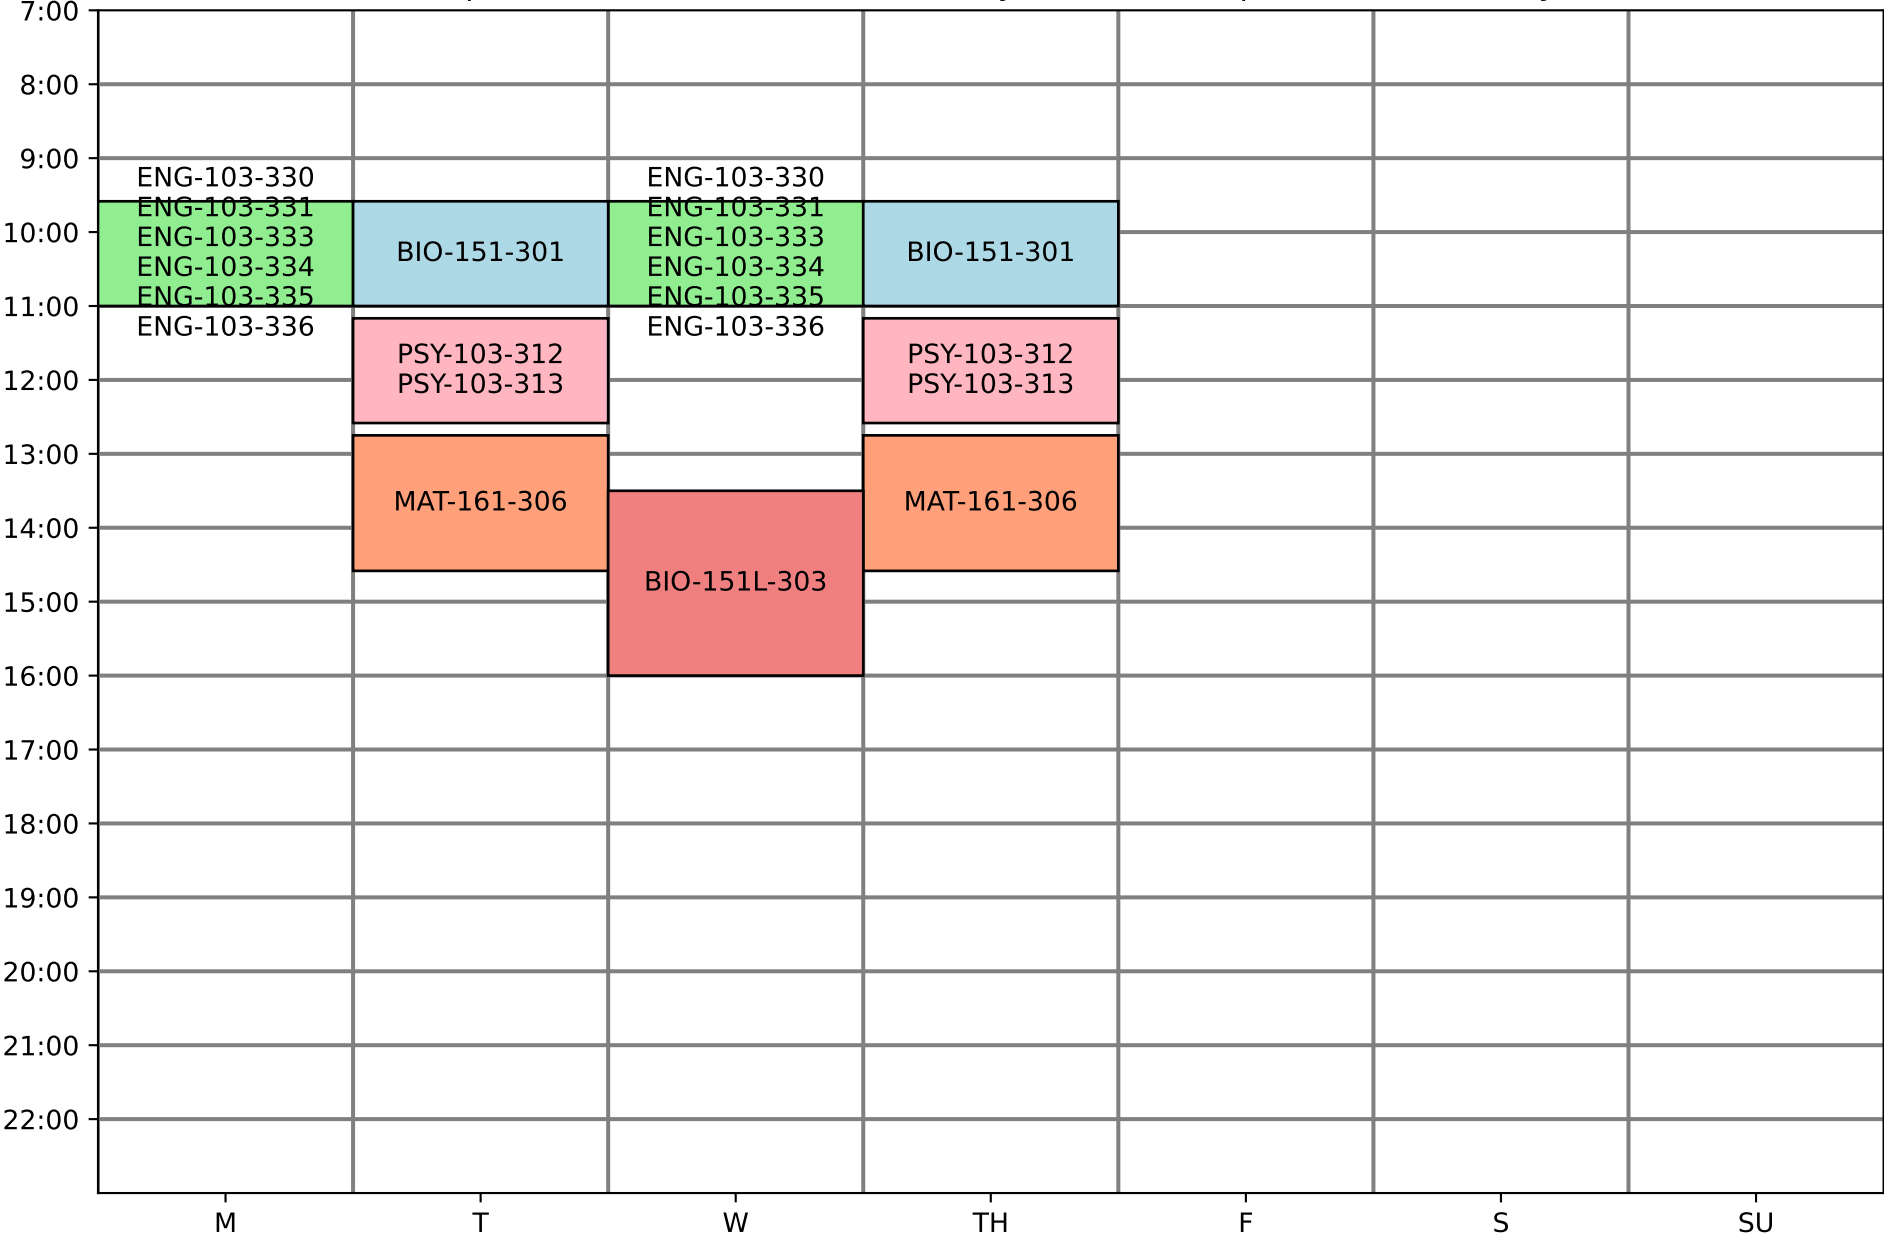 7:00
8:00
9:00
10:00
11:00
12:00
13:00
14:00
15:00
16:00
17:00
18:00
19:00
20:00
21:00
22:00
ENG-103-330
ENG-103-331
ENG-103-333
ENG-103-334
ENG-103-335
ENG-103-336
BIO-151-301
PSY-103-312
PSY-103-313
MAT-161-306
ENG-103-330
ENG-103-331
ENG-103-333
ENG-103-334
ENG-103-335
ENG-103-336
BIO-151L-303
BIO-151-301
PSY-103-312
PSY-103-313
MAT-161-306
M
T
W
TH
F
S
SU